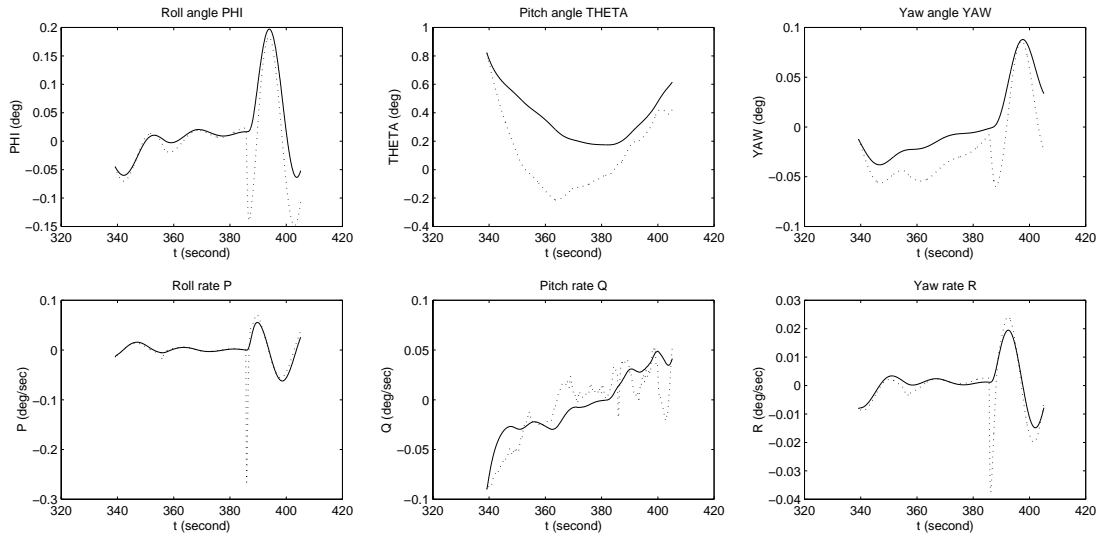 Roll angle PHI
0.2
0.15
0.1
0.05
0
−0.05
−0.1
−0.15
PHI (deg)
320 340 360 380 400 420
t (second)
Pitch angle THETA
1
0.8
0.6
0.4
0.2
0
−0.2
−0.4
THETA (deg)
320 340 360 380 400 420
t (second)
Yaw angle YAW
0.1
0.05
0
−0.05
−0.1
YAW (deg)
320 340 360 380 400 420
t (second)
Roll rate P
0.1
0
−0.1
−0.2
−0.3
P (deg/sec)
320 340 360 380 400 420
t (second)
Pitch rate Q
0.1
0.05
0
−0.05
−0.1
Q (deg/sec)
320 340 360 380 400 420
t (second)
Yaw rate R
0.03
0.02
0.01
0
−0.01
−0.02
−0.03
−0.04
R (deg/sec)
320 340 360 380 400 420
t (second)